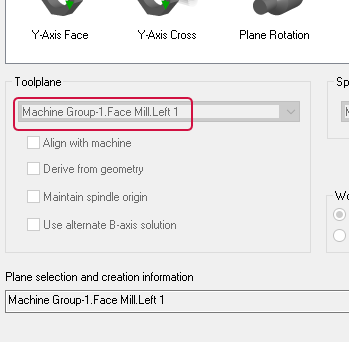 Y-Axis Face
Y-Axis Cross
Plane Rotation
Toolplane
Sp
Machine Group-1.Face Mill.Left 1
Align with machine
Derive from geometry
Maintain spindle origin
Use alternate B-axis solution
Wo
Plane selection and creation information
Machine Group-1.Face Mill.Left 1